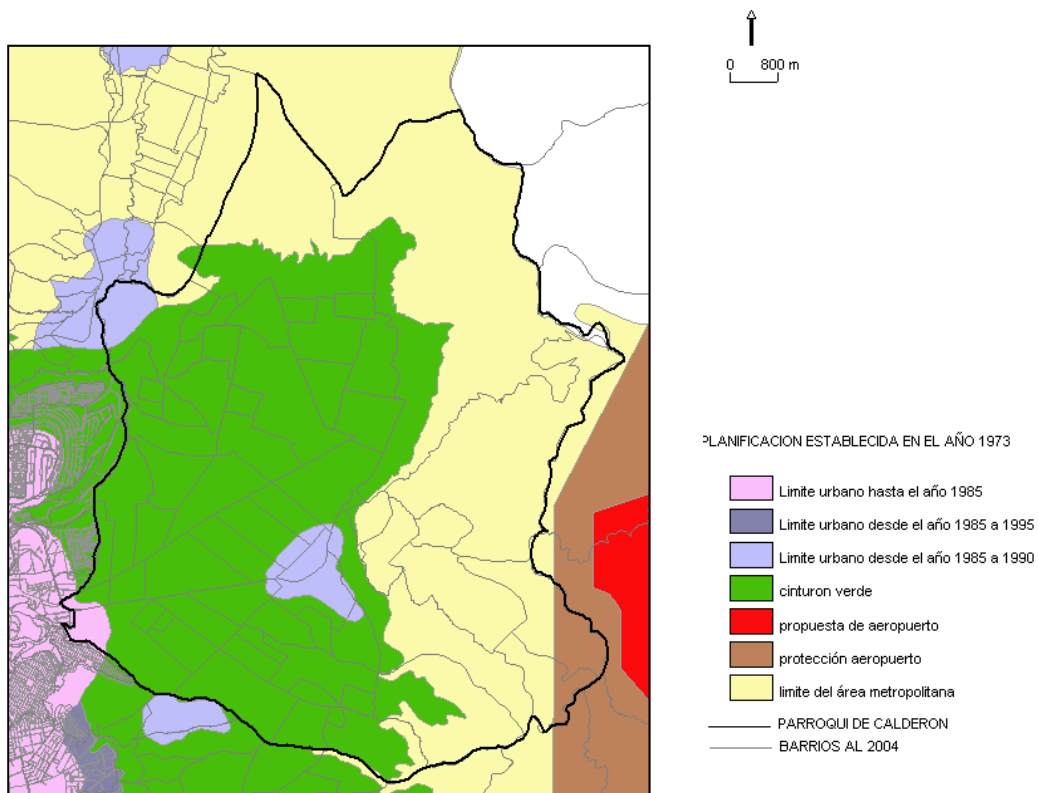 0 800 m
PLANIFICACION ESTABLECIDA EN EL AÑO 1973
Limite urbano hasta el año 1985
Limite urbano desde el año 1985 a 1995
Limite urbano desde el año 1985 a 1990
cinturon verde
propuesta de aeropuerto
protección aeropuerto
limite del área metropolitana
PARROQUI DE CALDERON
BARRIOS AL 2004